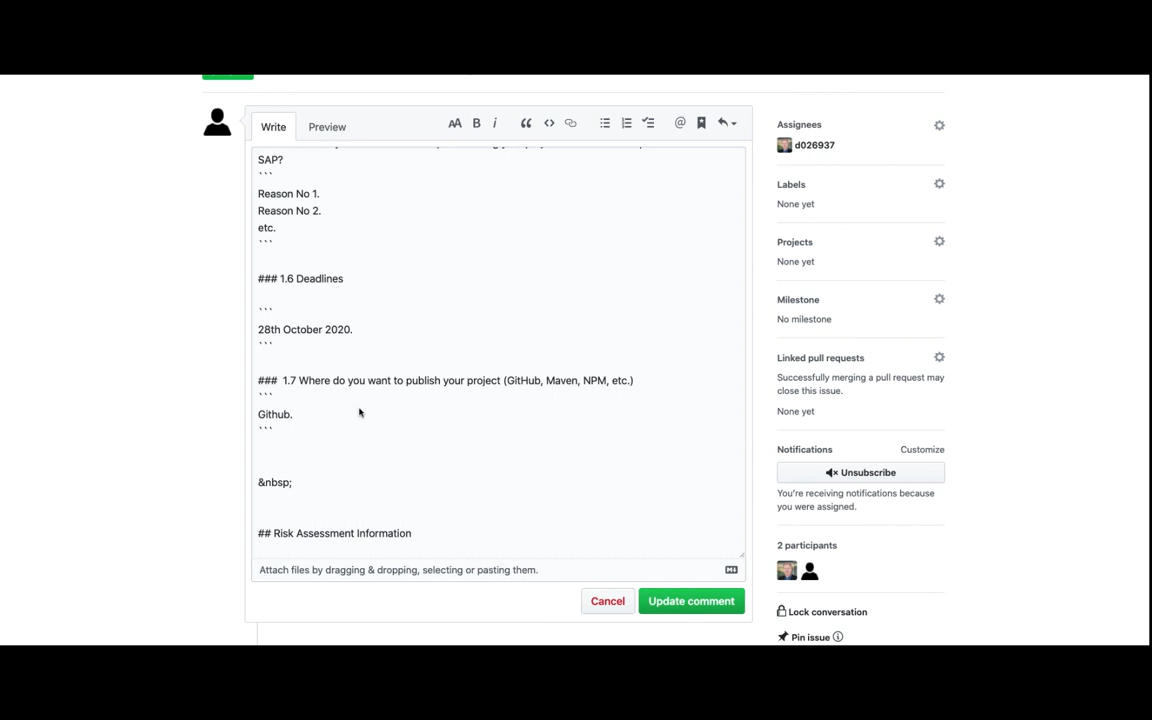 Write
Preview
SAP?
```
Reason No 1.
Reason No 2.
etc.
```
### 1.6 Deadlines
```
28th October 2020.
```
### 1.7 Where do you want to publish your project (GitHub, Maven, NPM, etc.)
```
Github.
```
&nbsp;
## Risk Assessment Information
Attach files by dragging & dropping, selecting or pasting them.
Cancel
Update comment
Assignees
d026937
Labels
None yet
Projects
None yet
Milestone
No milestone
Linked pull requests
Successfully merging a pull request may
close this issue.
None yet
Notifications
Customize
Unsubscribe
You're receiving notifications because
you were assigned.
2 participants
Lock conversation
Pin issue